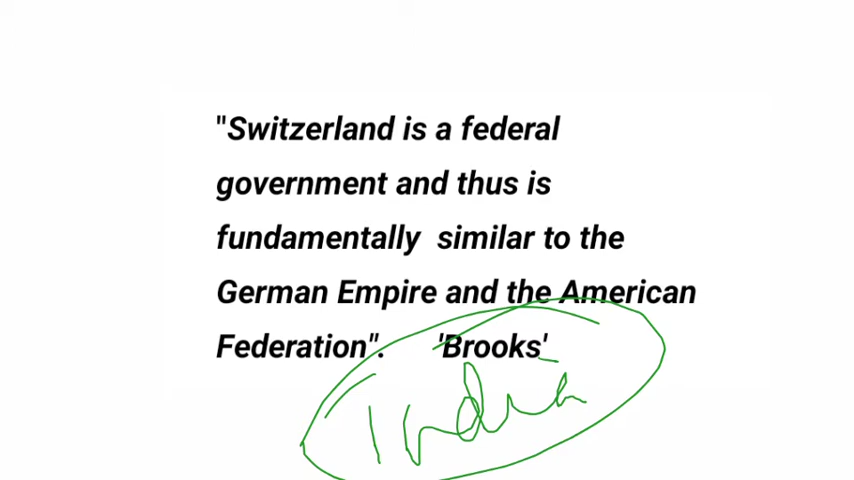 "Switzerland is a federal
government and thus is
fundamentally similar to the
German Empire and the American
Federation". 'Brooks'
India